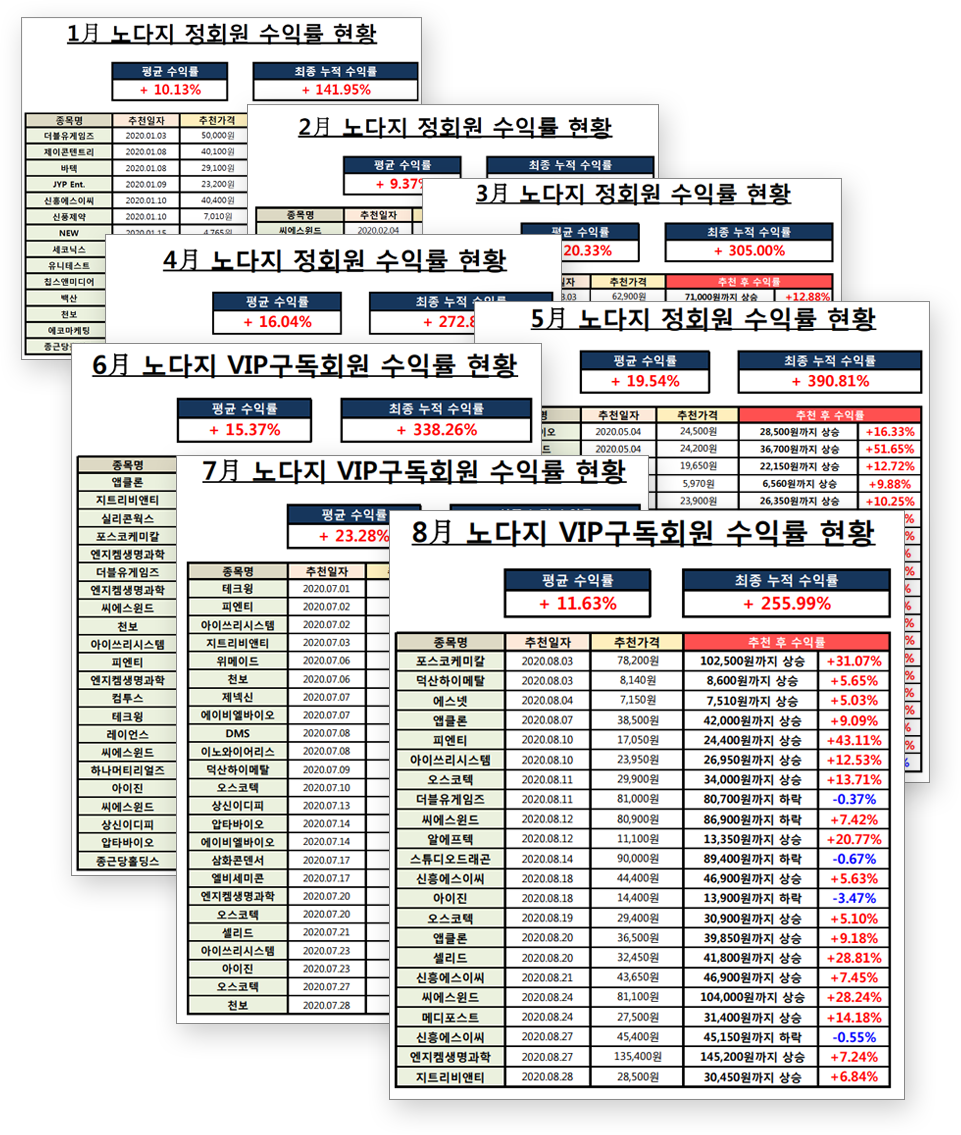 1月 노다지 정회원 수익률 현황
평균 수익률 최종 누적 수익률
+ 10.13% + 141.95%
종목명 추천일자 추천가격
더블유게임즈 2020.01.03 50,000원
제이콘텐트리 2020.01.08 40,100원
바텍 2020.01.08 29,100원
JYP Ent. 2020.01.09 23,200원
신흥에스이씨 2020.01.10 40,400원
신풍제약 2020.01.10 7,010원
NEW 2020.01.15 4,765원
세코닉스
유니테스트
칩스앤미디어
백산
천보
에코마케팅
종근당
2月 노다지 정회원 수익률 현황
평균 수익률 최종 누적 수익률
+ 9.37%
종목명 추천일자
씨에스윈드 2020.02.04
3月 노다지 정회원 수익률 현황
평균 수익률 최종 누적 수익률
20.33% + 305.00%
추천가격 추천 후 수익률
3.03 62,900원 71,000원까지 상승 +12.88%
4月 노다지 정회원 수익률 현황
평균 수익률 최종 누적 수익률
+ 16.04% + 272.8
5月 노다지 정회원 수익률 현황
평균 수익률 최종 누적 수익률
+ 19.54% + 390.81%
명 추천일자 추천가격 추천 후 수익률
이오 2020.05.04 24,500원 28,500원까지 상승 +16.33%
드 2020.05.04 24,200원 36,700원까지 상승 +51.65%
19,650원 22,150원까지 상승 +12.72%
5,970원 6,560원까지 상승 +9.88%
23,900원 26,350원까지 상승 +10.25%
6月 노다지 VIP구독회원 수익률 현황
평균 수익률 최종 누적 수익률
+ 15.37% + 338.26%
종목명
앱클론
지트리비앤티
실리콘웍스
포스코케미칼
엔지켐생명과학
더블유게임즈
엔지켐생명과학
씨에스윈드
천보
아이쓰리시스템
피엔티
엔지켐생명과학
컴투스
테크윙
레이언스
씨에스윈드
하나머티리얼즈
아이진
씨에스윈드
상신이디피
압타바이오
종근당홀딩스
7月 노다지 VIP구독회원 수익률 현황
평균 수익률
+ 23.28%
종목명 추천일자
테크윙 2020.07.01
피엔티 2020.07.02
아이쓰리시스템 2020.07.02
지트리비앤티 2020.07.03
위메이드 2020.07.06
천보 2020.07.06
제넥신 2020.07.07
에이비엘바이오 2020.07.07
DMS 2020.07.08
이노와이어리스 2020.07.08
덕산하이메탈 2020.07.09
오스코텍 2020.07.10
상신이디피 2020.07.13
압타바이오 2020.07.14
에이비엘바이오 2020.07.14
삼화콘덴서 2020.07.17
엘비세미콘 2020.07.17
엔지켐생명과학 2020.07.20
오스코텍 2020.07.20
셀리드 2020.07.21
아이쓰리시스템 2020.07.23
아이진 2020.07.23
오스코텍 2020.07.27
천보 2020.07.28
8月 노다지 VIP구독회원 수익률 현황
평균 수익률 최종 누적 수익률
+ 11.63% + 255.99%
종목명 추천일자 추천가격 추천 후 수익률
포스코케미칼 2020.08.03 78,200원 102,500원까지 상승 +31.07%
덕산하이메탈 2020.08.03 8,140원 8,600원까지 상승 +5.65%
에스넷 2020.08.04 7,150원 7,510원까지 상승 +5.03%
앱클론 2020.08.07 38,500원 42,000원까지 상승 +9.09%
피엔티 2020.08.10 17,050원 24,400원까지 상승 +43.11%
아이쓰리시스템 2020.08.10 23,950원 26,950원까지 상승 +12.53%
오스코텍 2020.08.11 29,900원 34,000원까지 상승 +13.71%
더블유게임즈 2020.08.11 81,000원 80,700원까지 하락 -0.37%
씨에스윈드 2020.08.12 80,900원 86,900원까지 하락 +7.42%
알에프텍 2020.08.12 11,100원 13,350원까지 상승 +20.77%
스튜디오드래곤 2020.08.14 90,000원 89,400원까지 하락 -0.67%
신흥에스이씨 2020.08.18 44,400원 46,900원까지 상승 +5.63%
아이진 2020.08.18 14,400원 13,900원까지 하락 -3.47%
오스코텍 2020.08.19 29,400원 30,900원까지 상승 +5.10%
앱클론 2020.08.20 36,500원 39,850원까지 상승 +9.18%
셀리드 2020.08.20 32,450원 41,800원까지 상승 +28.81%
신흥에스이씨 2020.08.21 43,650원 46,900원까지 상승 +7.45%
씨에스윈드 2020.08.24 81,100원 104,000원까지 상승 +28.24%
메디포스트 2020.08.24 27,500원 31,400원까지 상승 +14.18%
신흥에스이씨 2020.08.27 45,400원 45,150원까지 하락 -0.55%
엔지켐생명과학 2020.08.27 135,400원 145,200원까지 상승 +7.24%
지트리비앤티 2020.08.28 28,500원 30,450원까지 상승 +6.84%